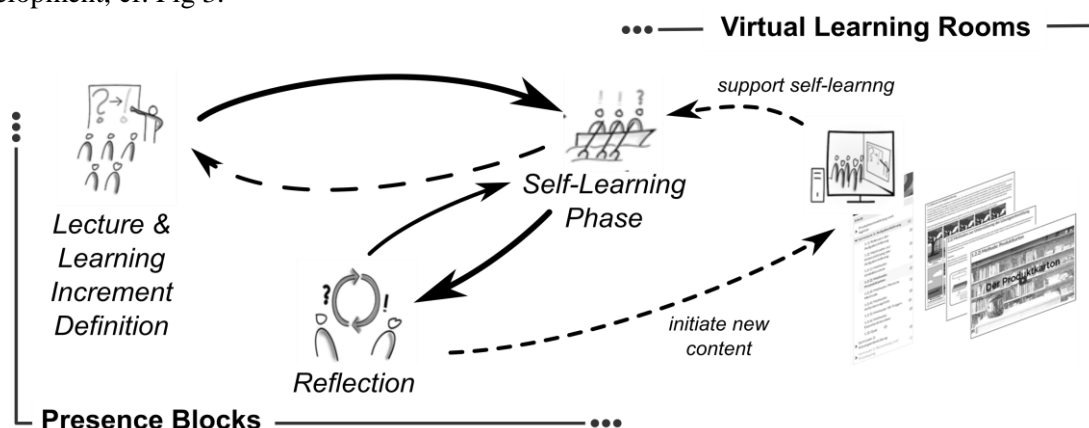 elopment, cf. Fig 3.
Virtual Learning Rooms
support self-learnng
Lecture &
Learning
Increment
Definition
Self-Learning
Phase
Reflection
initiate new
content
Der Produktkarton
Presence Blocks